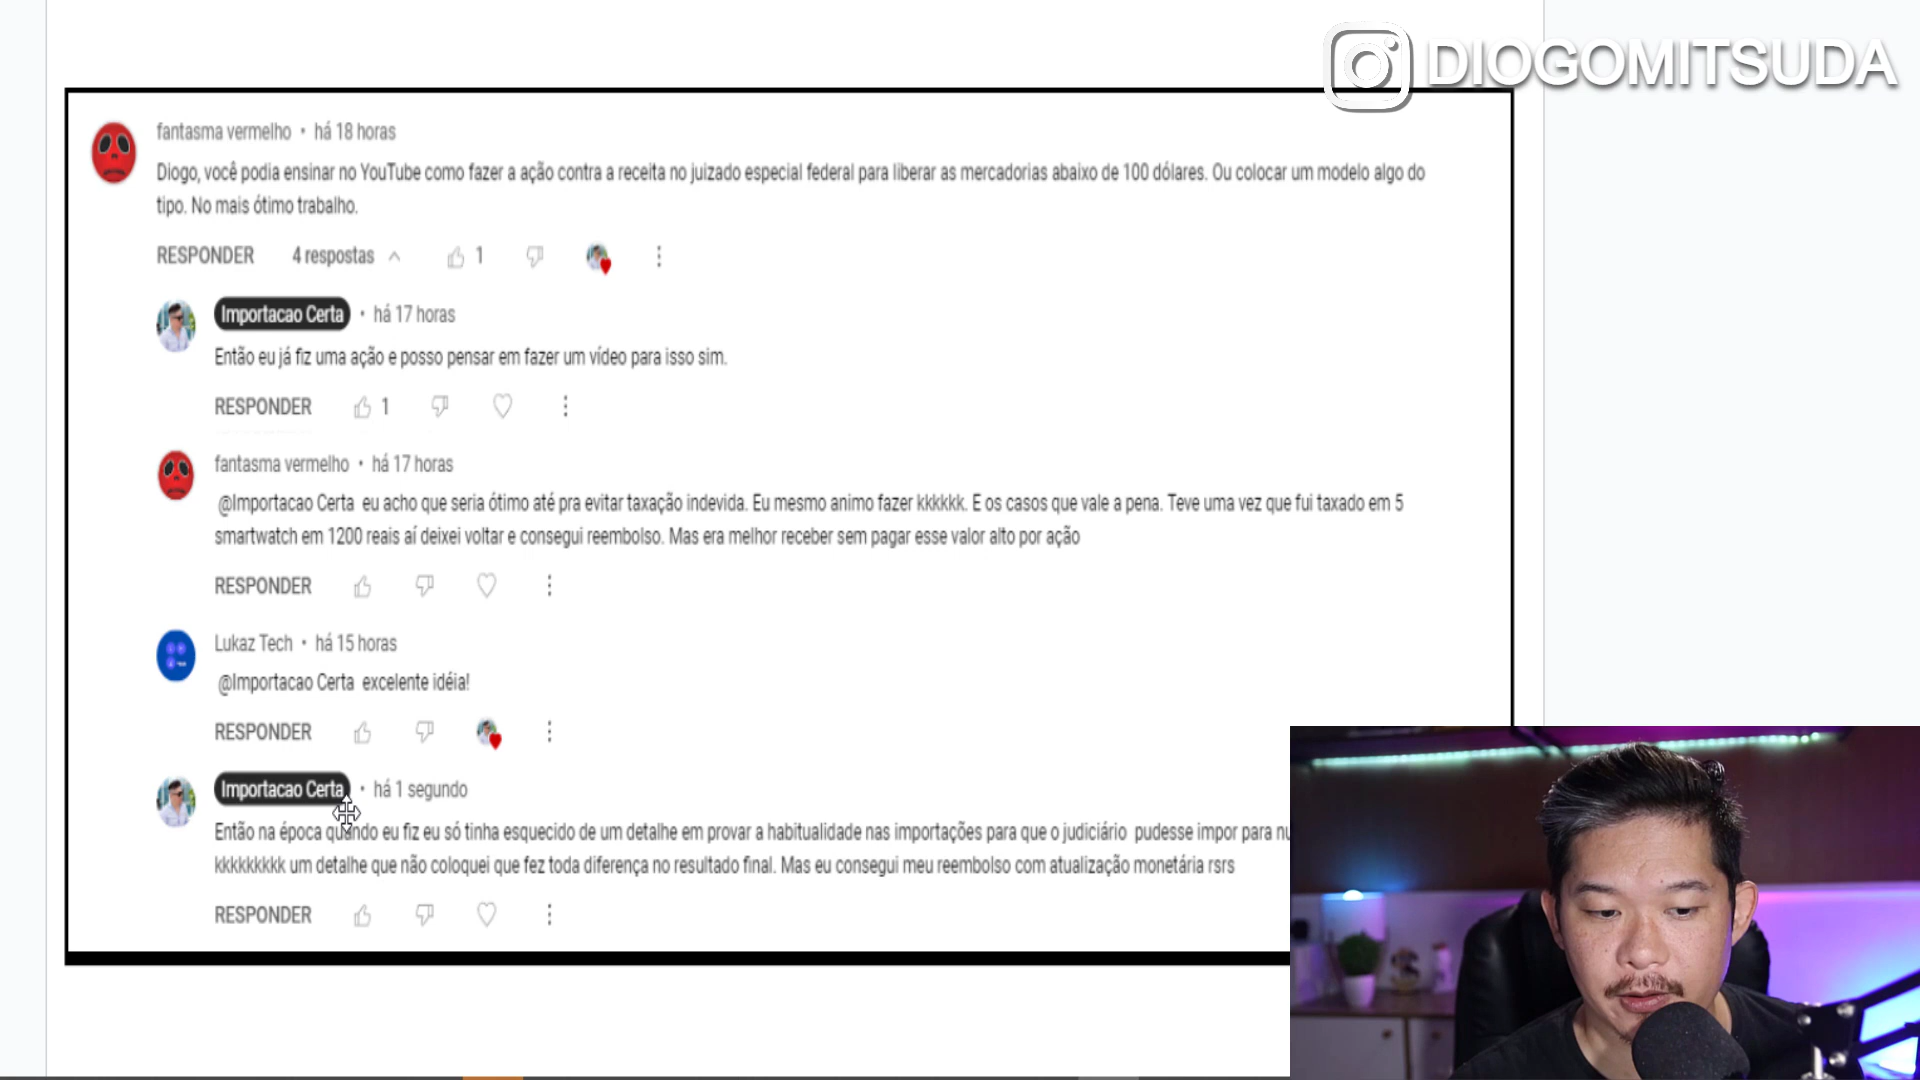 DIOGOMITSUDA
fantasma vermelho • há 18 horas
Diogo, você podia ensinar no YouTube como fazer a ação contra a receita no juizado especial federal para liberar as mercadorias abaixo de 100 dólares. Ou colocar um modelo algo do
tipo. No mais ótimo trabalho.
RESPONDER 4 respostas 1
Importacao Certa • há 17 horas
Então eu já fiz uma ação e posso pensar em fazer um vídeo para isso sim.
RESPONDER 1
fantasma vermelho • há 17 horas
@Importacao Certa eu acho que seria ótimo até pra evitar taxação indevida. Eu mesmo animo fazer kkkkkk. E os casos que vale a pena. Teve uma vez que fui taxado em 5
smartwatch em 1200 reais aí deixei voltar e consegui reembolso. Mas era melhor receber sem pagar esse valor alto por ação
RESPONDER
Lukaz Tech • há 15 horas
@Importacao Certa excelente idéia!
RESPONDER
Importacao Certa • há 1 segundo
Então na época quando eu fiz eu só tinha esquecido de um detalhe em provar a habitualidade nas importações para que o judiciário pudesse impor para
kkkkkkkkk um detalhe que não coloquei que fez toda diferença no resultado final. Mas eu consegui meu reembolso com atualização monetária rsrs
RESPONDER